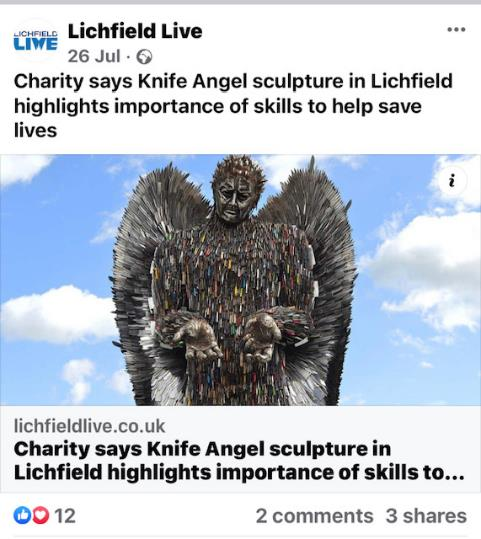 LICHFIELD
LIVE
Lichfield Live
26 Jul ·
Charity says Knife Angel sculpture in Lichfield
highlights importance of skills to help save
lives
i
lichfieldlive.co.uk
Charity says Knife Angel sculpture in
Lichfield highlights importance of skills to...
12
2 comments 3 shares